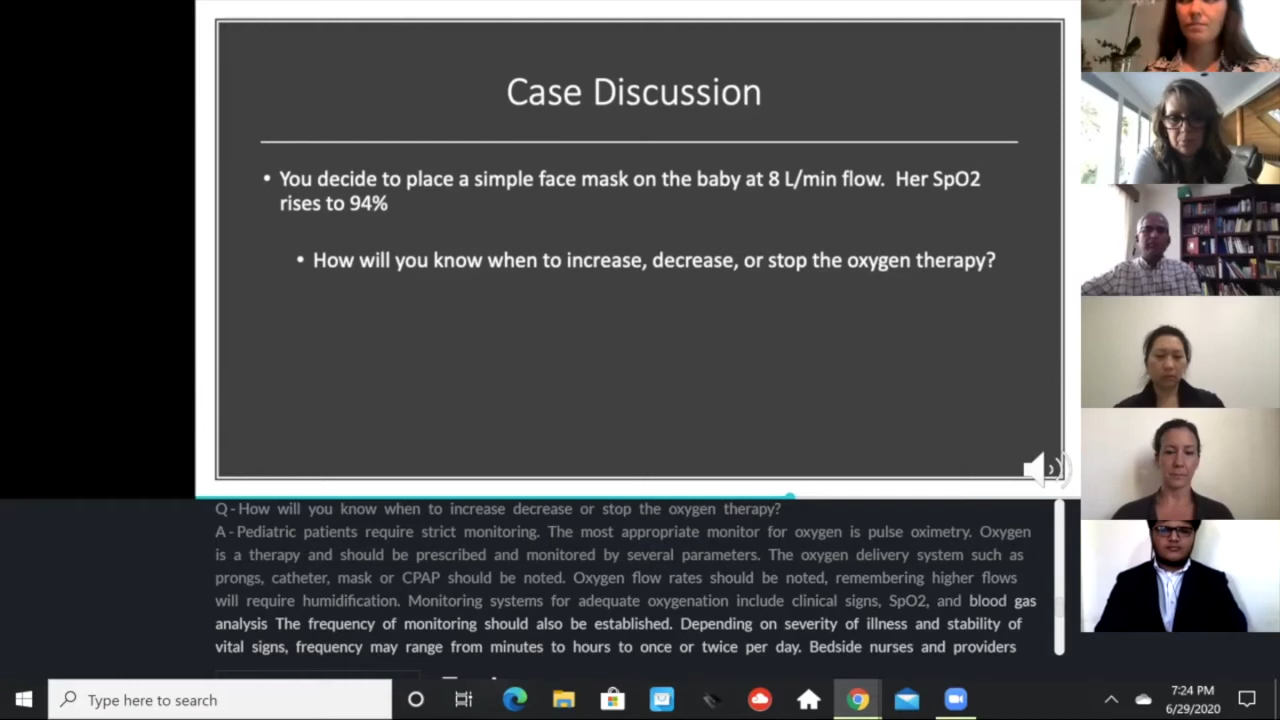 Case Discussion
• You decide to place a simple face mask on the baby at 8 L/min flow. Her SpO2
rises to 94%
• How will you know when to increase, decrease, or stop the oxygen therapy?
Q - How will you know when to increase decrease or stop the oxygen therapy?
A - Pediatric patients require strict monitoring. The most appropriate monitor for oxygen is pulse oximetry. Oxygen
is a therapy and should be prescribed and monitored by several parameters. The oxygen delivery system such as
prongs, catheter, mask or CPAP should be noted. Oxygen flow rates should be noted, remembering higher flows
will require humidification. Monitoring systems for adequate oxygenation include clinical signs, SpO2, and blood gas
analysis The frequency of monitoring should also be established. Depending on severity of illness and stability of
vital signs, frequency may range from minutes to hours to once or twice per day. Bedside nurses and providers
Type here to search
7:24 PM
6/29/2020